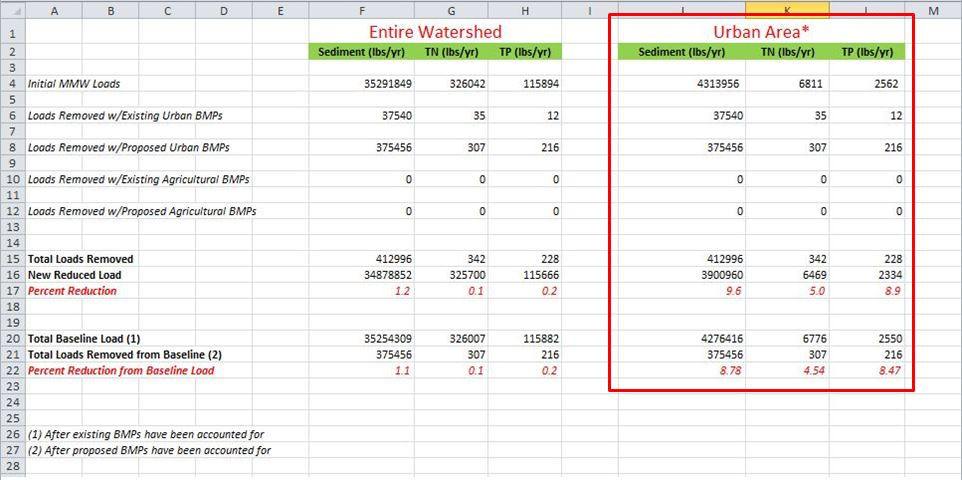 A B C D E F G H I J K L M
1 Entire Watershed Urban Area*
2 Sediment (lbs/yr) TN (lbs/yr) TP (lbs/yr) Sediment (lbs/yr) TN (lbs/yr) TP (lbs/yr)
3
4 Initial MMW Loads 35291849 326042 115894 4313956 6811 2562
5
6 Loads Removed w/Existing Urban BMPs 37540 35 12 37540 35 12
7
8 Loads Removed w/Proposed Urban BMPs 375456 307 216 375456 307 216
9
10 Loads Removed w/Existing Agricultural BMPs 0 0 0 0 0 0
11
12 Loads Removed w/Proposed Agricultural BMPs 0 0 0 0 0 0
13
14
15 Total Loads Removed 412996 342 228 412996 342 228
16 New Reduced Load 34878852 325700 115666 3900960 6469 2334
17 Percent Reduction 1.2 0.1 0.2 9.6 5.0 8.9
18
19
20 Total Baseline Load (1) 35254309 326007 115882 4276416 6776 2550
21 Total Loads Removed from Baseline (2) 375456 307 216 375456 307 216
22 Percent Reduction from Baseline Load 1.1 0.1 0.2 8.78 4.54 8.47
23
24
25
26 (1) After existing BMPs have been accounted for
27 (2) After proposed BMPs have been accounted for
28